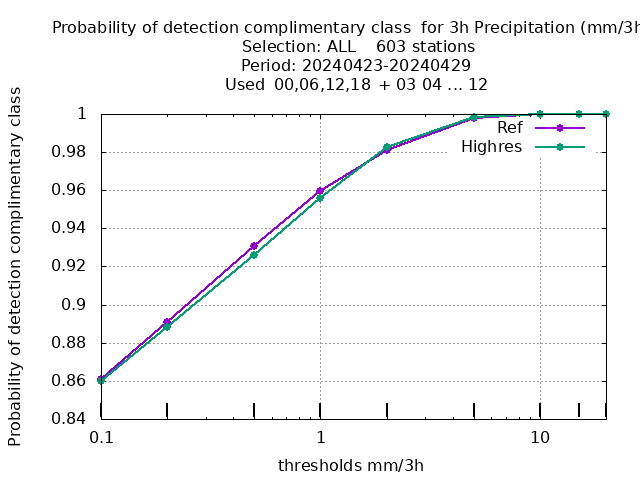 Probability of detection complimentary class  for 3h Precipitation (mm/3h
Selection: ALL    603 stations
Period: 20240423-20240429
Used  00,06,12,18  + 03 04 ... 12
Probability of detection complimentary class
1
0.98
0.96
0.94
0.92
0.9
0.88
0.86
0.84
Ref
Highres
0.1
1
10
thresholds mm/3h